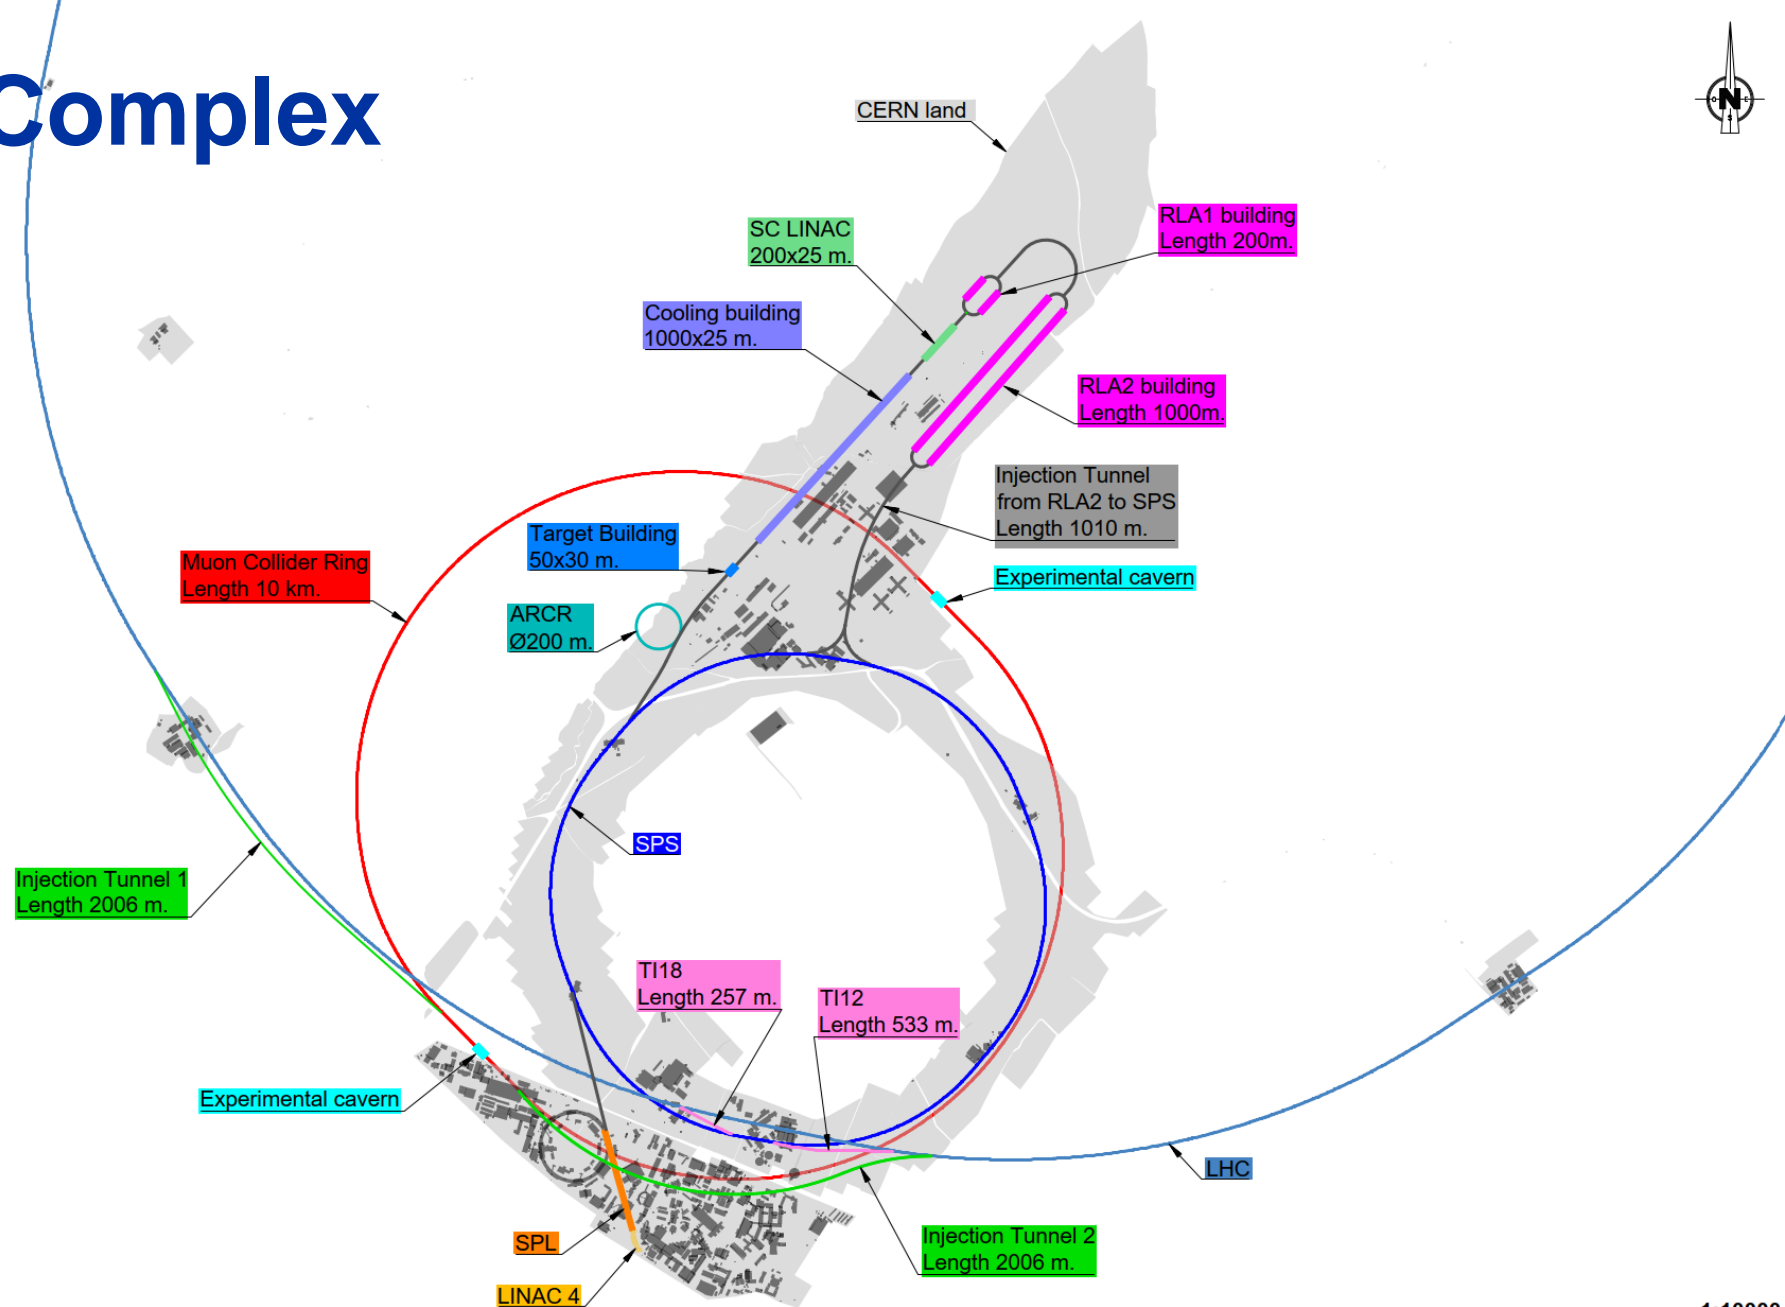 Complex
N
CERN land
RLA1 building
Length 200m.
SC LINAC
200x25 m.
Cooling building
1000x25 m.
RLA2 building
Length 1000m.
Injection Tunnel
from RLA2 to SPS
Length 1010 m.
Target Building
50x30 m.
Muon Collider Ring
Length 10 km.
Experimental cavern
ARCR
Ø200 m.
SPS
Injection Tunnel 1
Length 2006 m.
TI18
Length 257 m.
TI12
Length 533 m.
Experimental cavern
LHC
SPL
Injection Tunnel 2
Length 2006 m.
LINAC 4